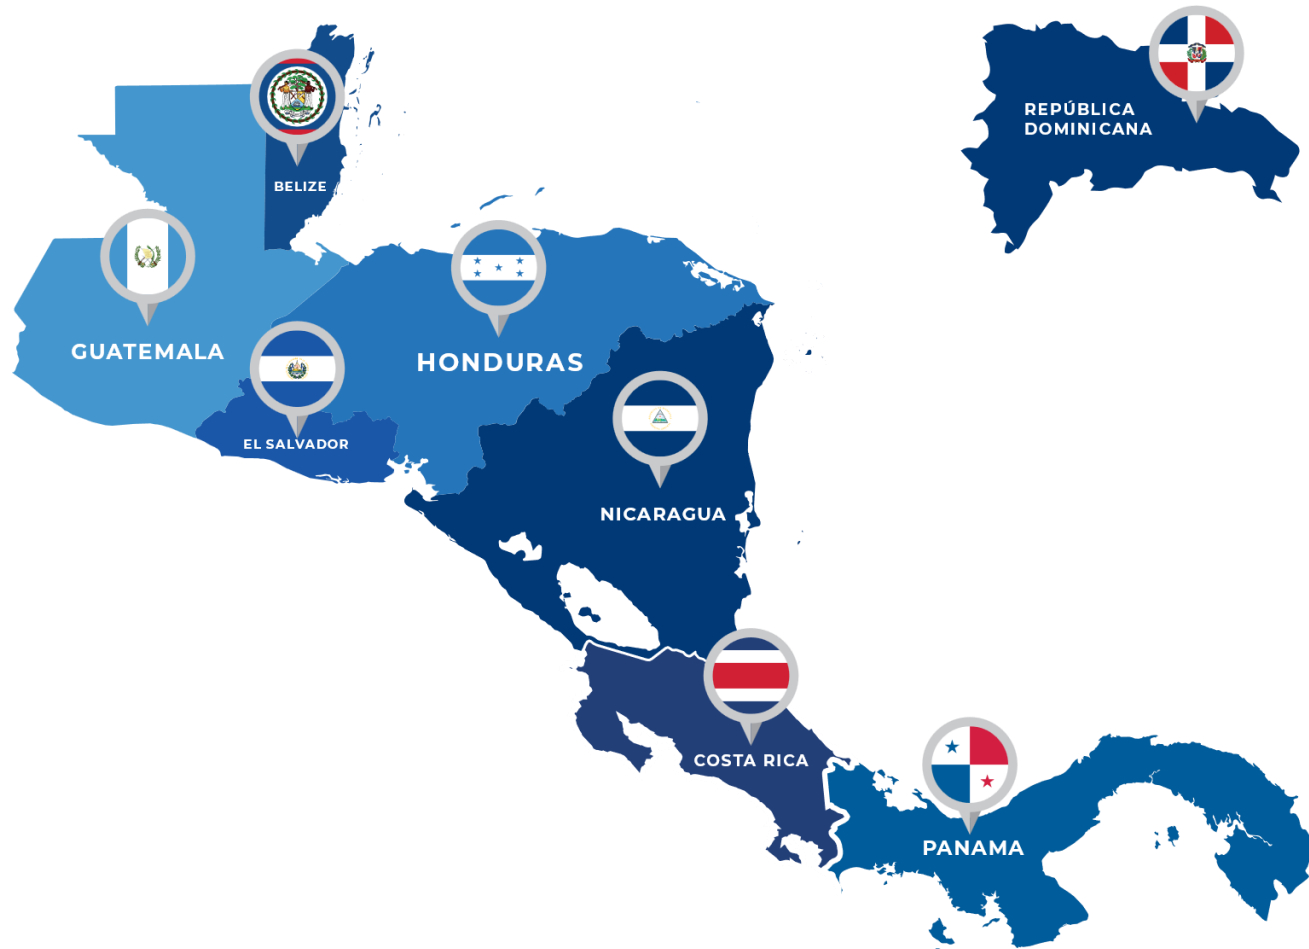 REPÚBLICA
DOMINICANA
BELIZE
GUATEMALA
HONDURAS
EL SALVADOR
NICARAGUA
COSTA RICA
PANAMA